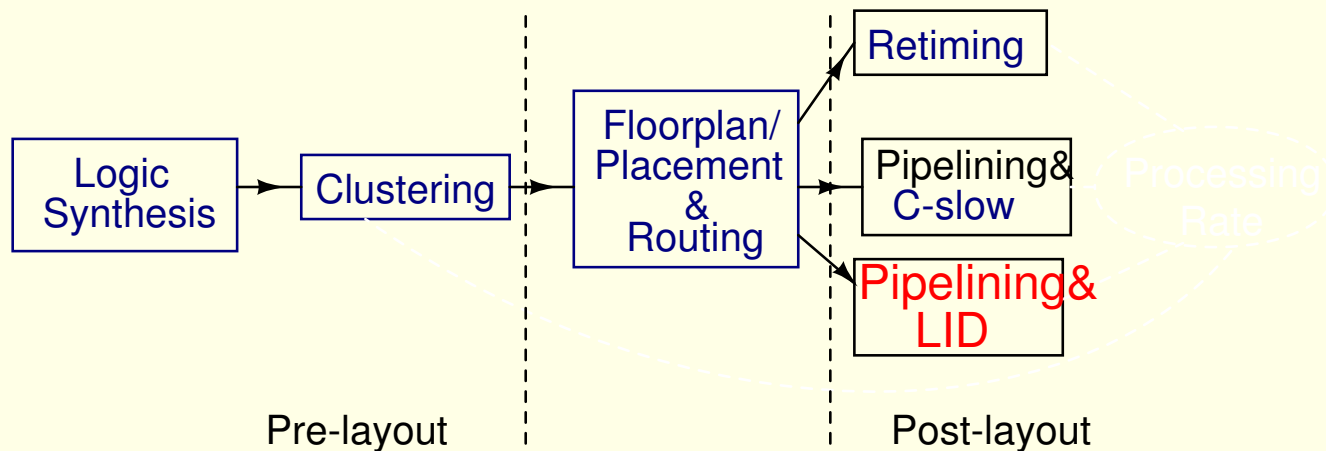 Logic
Synthesis
Clustering
Floorplan/
Placement
&
Routing
Retiming
Pipelining&
C-slow
Pipelining&
LID
Processing
Rate
Pre-layout
Post-layout